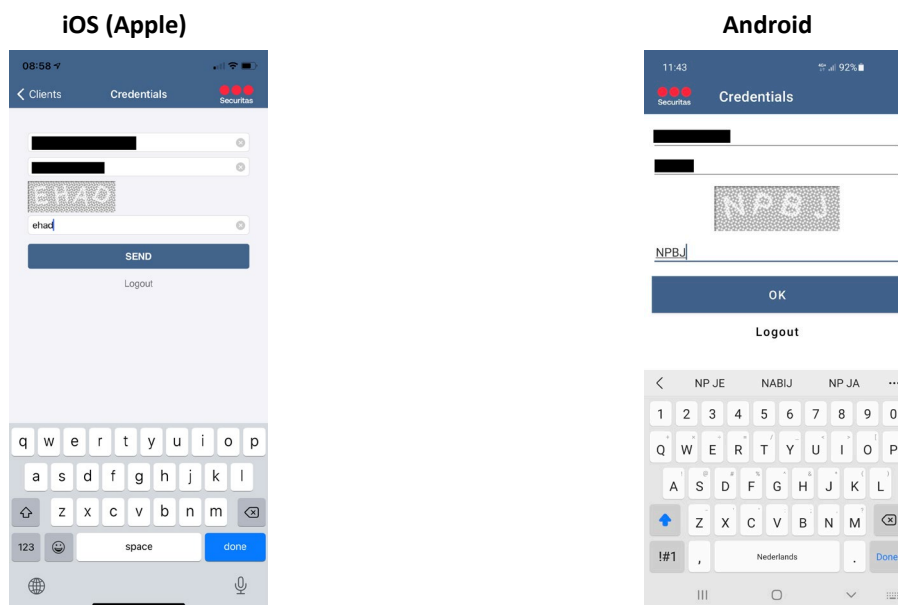 iOS (Apple)
08:58
Clients Credentials Securitas
EHAD
ehad
SEND
Logout
q w e r t y u i o p
a s d f g h j k l
z x c v b n m
123 space done
Android
11:43 92%
Securitas Credentials
NPBJ
NPBJ
OK
Logout
NP JE NABIJ NP JA ...
1 2 3 4 5 6 7 8 9 0
Q W E R T Y U I O P
A S D F G H J K L
Z X C V B N M
!#1 , Nederlands . Done